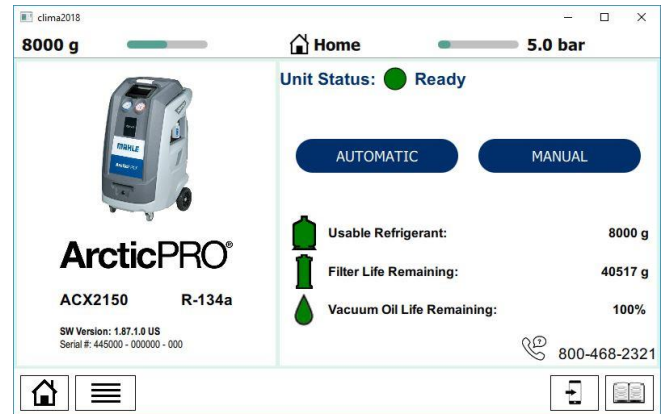 clima2018
8000 g
Home
5.0 bar
Unit Status: Ready
AUTOMATIC
MANUAL
MAHLE
ArcticPRO
Usable Refrigerant: 8000 g
Filter Life Remaining: 40517 g
Vacuum Oil Life Remaining: 100%
ArcticPRO®
ACX2150 R-134a
SW Version: 1.87.1.0 US
Serial #: 445000 - 000000 - 000
800-468-2321